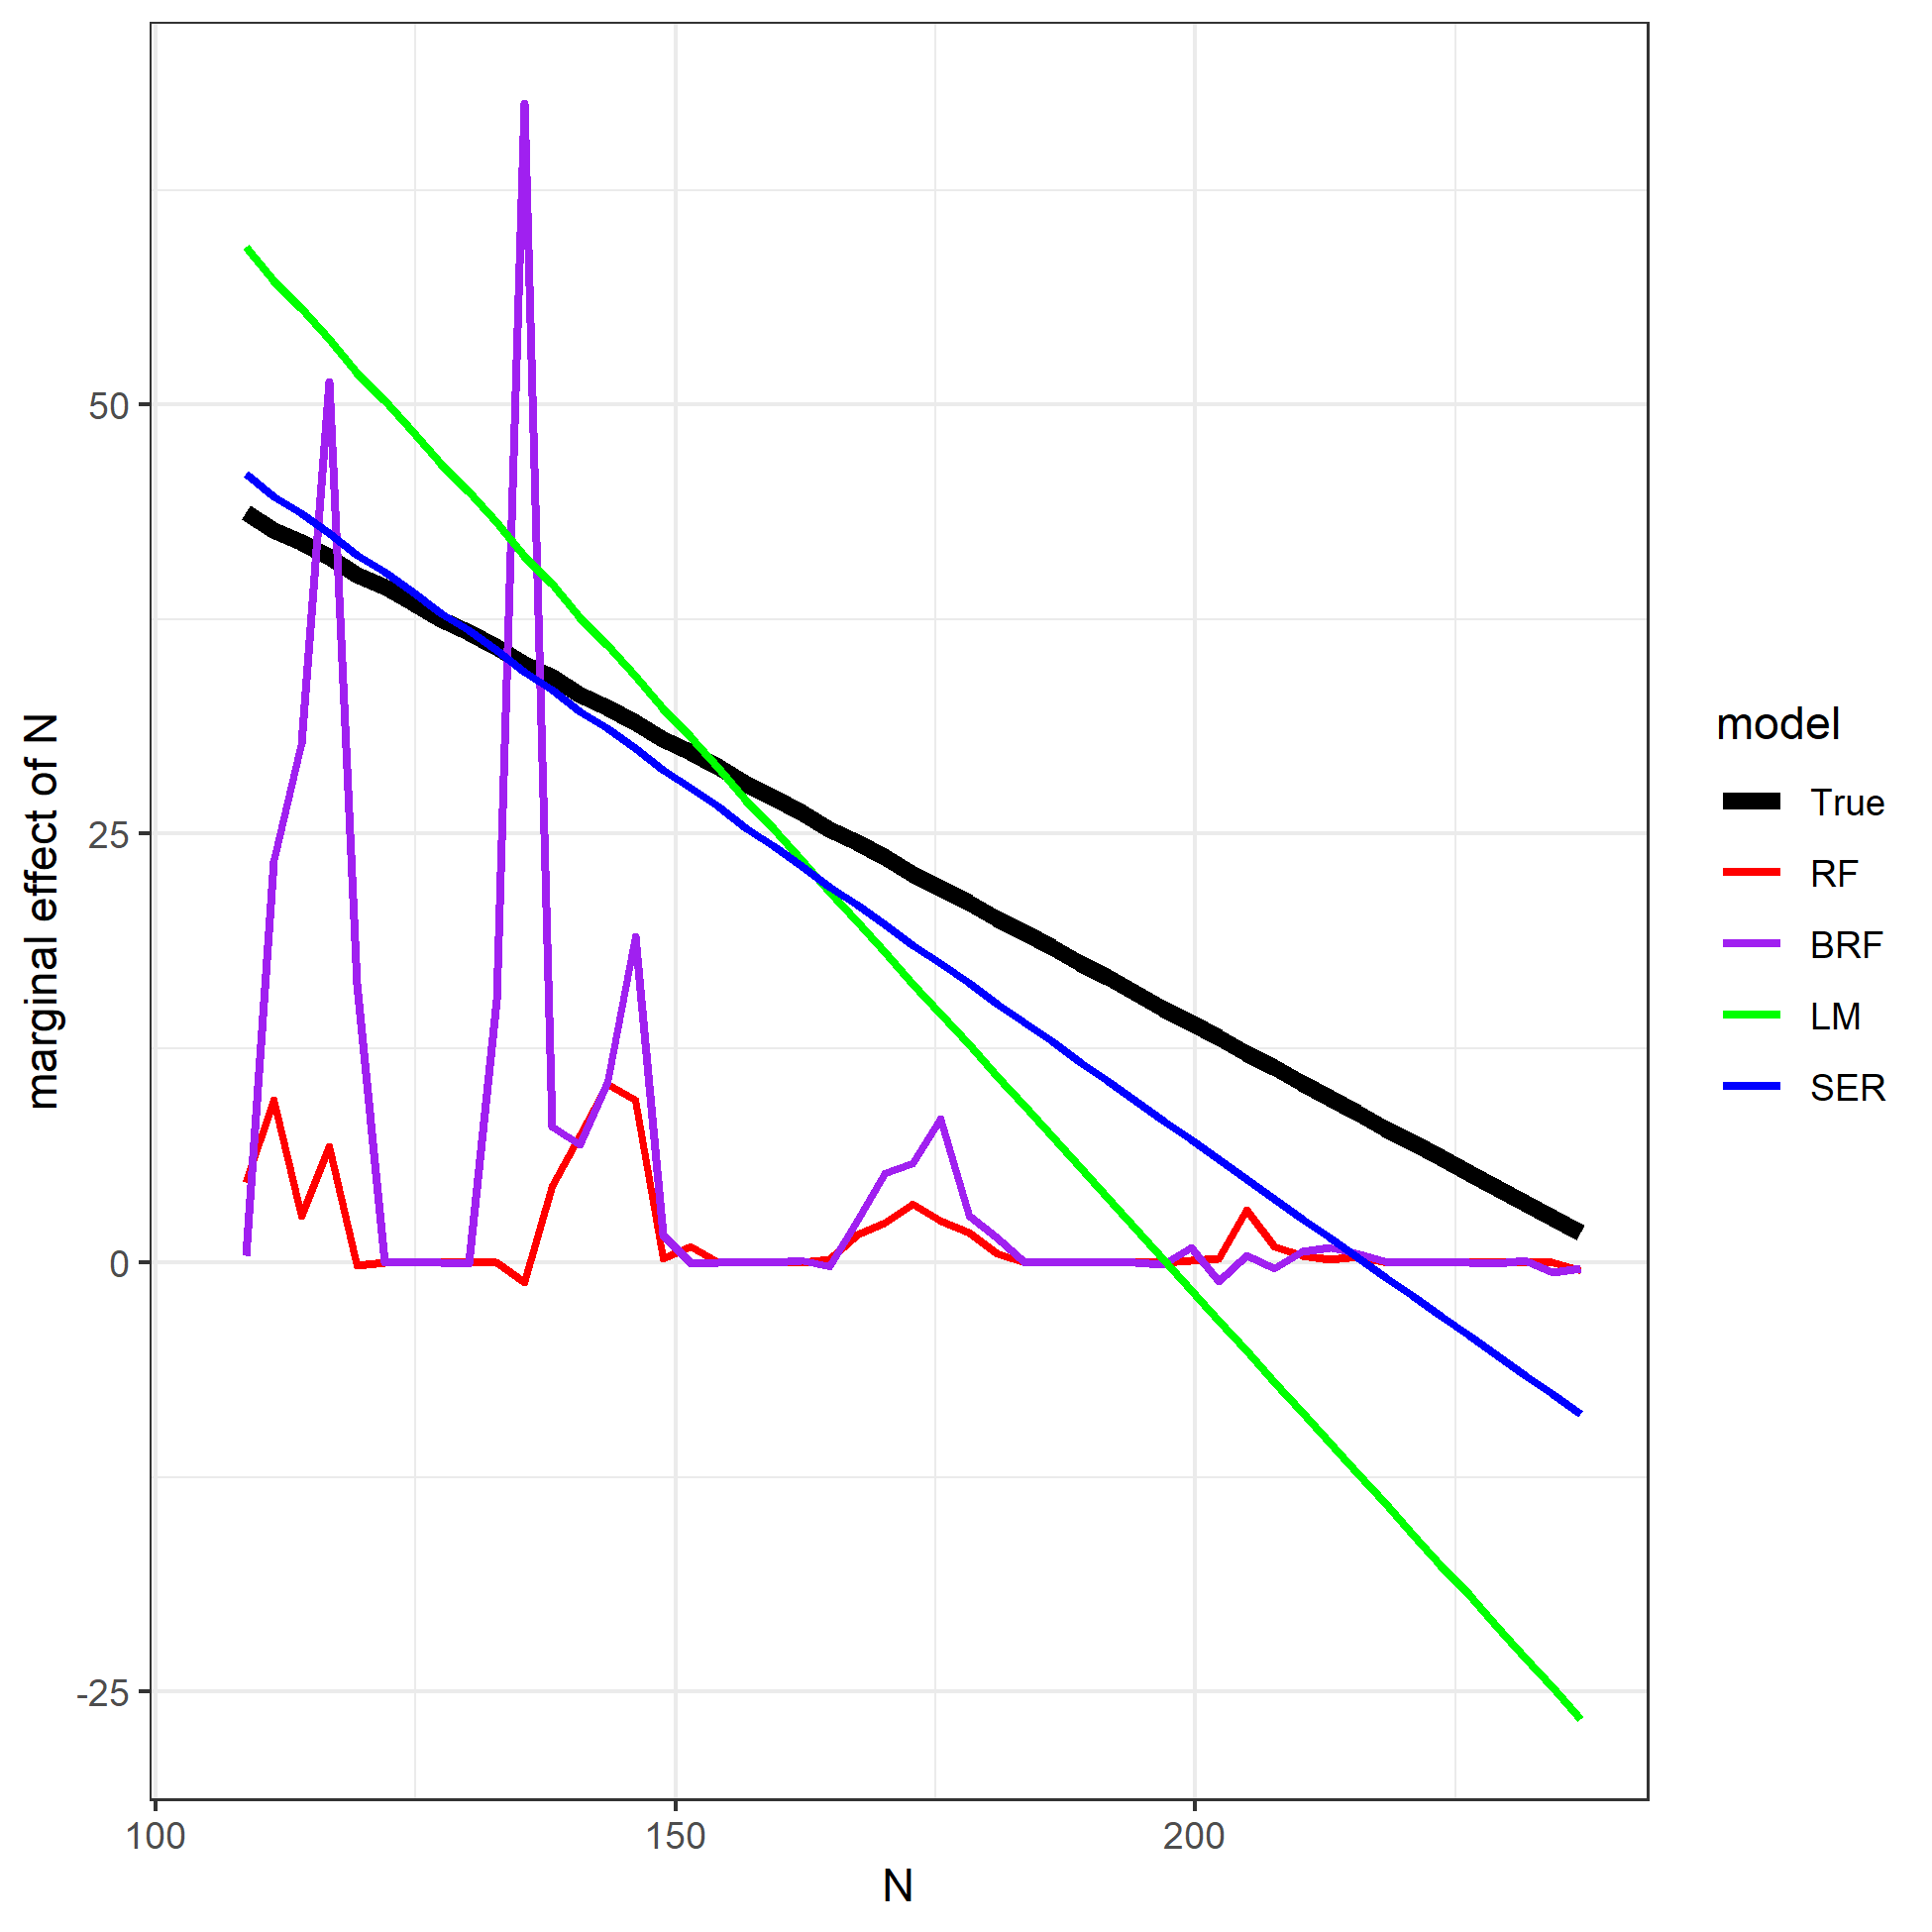 marginal effect of N
50
25
0
-25
100
150
200
N
model
True
RF
BRF
LM
SER